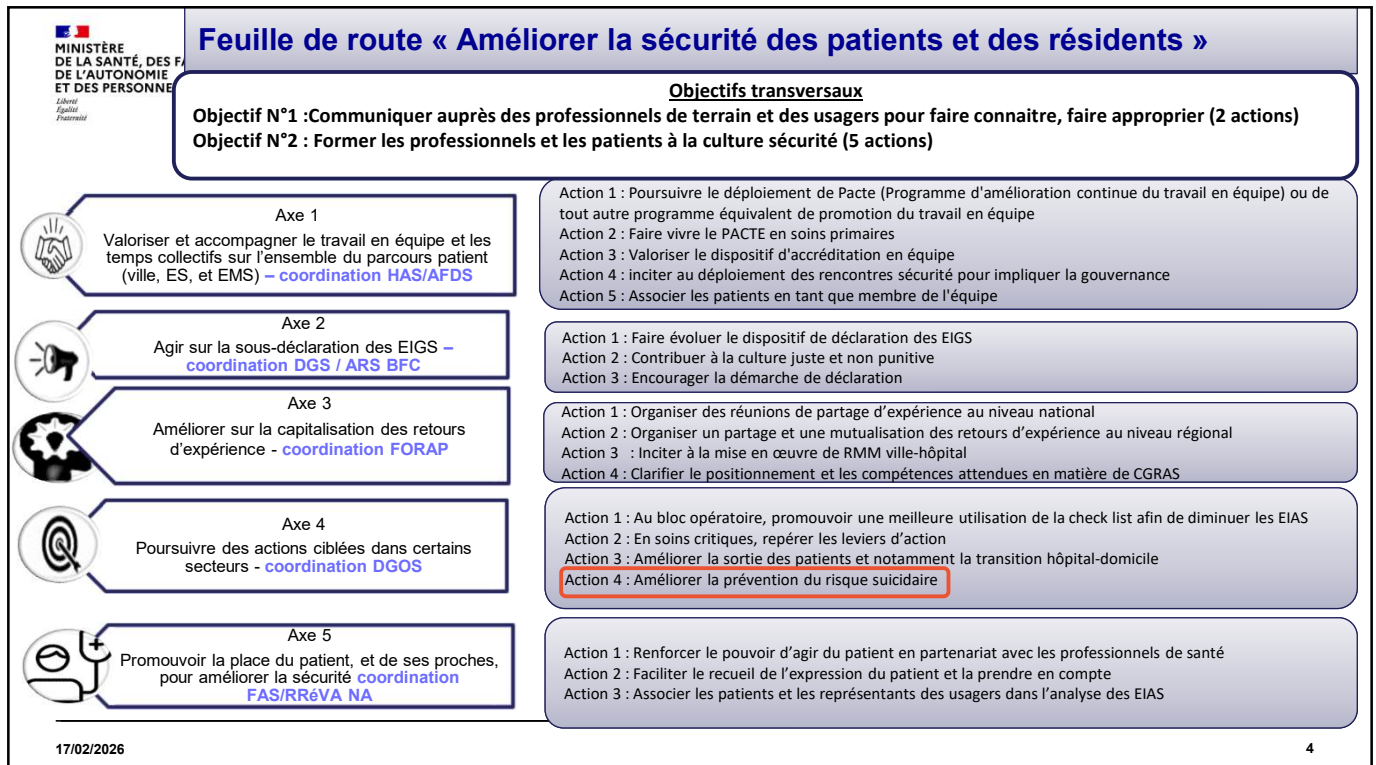 MINISTÈRE
DE LA SANTÉ, DES FA
DE L'AUTONOMIE
ET DES PERSONNE
Liberté
Égalité
Fraternité
Feuille de route « Améliorer la sécurité des patients et des résidents »
Objectifs transversaux
Objectif N°1 :Communiquer auprès des professionnels de terrain et des usagers pour faire connaitre, faire approprier (2 actions)
Objectif N°2 : Former les professionnels et les patients à la culture sécurité (5 actions)
Axe 1
Valoriser et accompagner le travail en équipe et les
temps collectifs sur l'ensemble du parcours patient
(ville, ES, et EMS) – coordination HAS/AFDS
Action 1 : Poursuivre le déploiement de Pacte (Programme d'amélioration continue du travail en équipe) ou de
tout autre programme équivalent de promotion du travail en équipe
Action 2 : Faire vivre le PACTE en soins primaires
Action 3 : Valoriser le dispositif d'accréditation en équipe
Action 4 : inciter au déploiement des rencontres sécurité pour impliquer la gouvernance
Action 5 : Associer les patients en tant que membre de l'équipe
Axe 2
Agir sur la sous-déclaration des EIGS –
coordination DGS / ARS BFC
Action 1 : Faire évoluer le dispositif de déclaration des EIGS
Action 2 : Contribuer à la culture juste et non punitive
Action 3 : Encourager la démarche de déclaration
Axe 3
Améliorer sur la capitalisation des retours
d'expérience - coordination FORAP
Action 1 : Organiser des réunions de partage d'expérience au niveau national
Action 2 : Organiser un partage et une mutualisation des retours d'expérience au niveau régional
Action 3 : Inciter à la mise en œuvre de RMM ville-hôpital
Action 4 : Clarifier le positionnement et les compétences attendues en matière de CGRAS
Axe 4
Poursuivre des actions ciblées dans certains
secteurs - coordination DGOS
Action 1 : Au bloc opératoire, promouvoir une meilleure utilisation de la check list afin de diminuer les EIAS
Action 2 : En soins critiques, repérer les leviers d'action
Action 3 : Améliorer la sortie des patients et notamment la transition hôpital-domicile
Action 4 : Améliorer la prévention du risque suicidaire
Axe 5
Promouvoir la place du patient, et de ses proches,
pour améliorer la sécurité coordination
FAS/RRéVA NA
Action 1 : Renforcer le pouvoir d'agir du patient en partenariat avec les professionnels de santé
Action 2 : Faciliter le recueil de l'expression du patient et la prendre en compte
Action 3 : Associer les patients et les représentants des usagers dans l'analyse des EIAS
17/02/2026
4